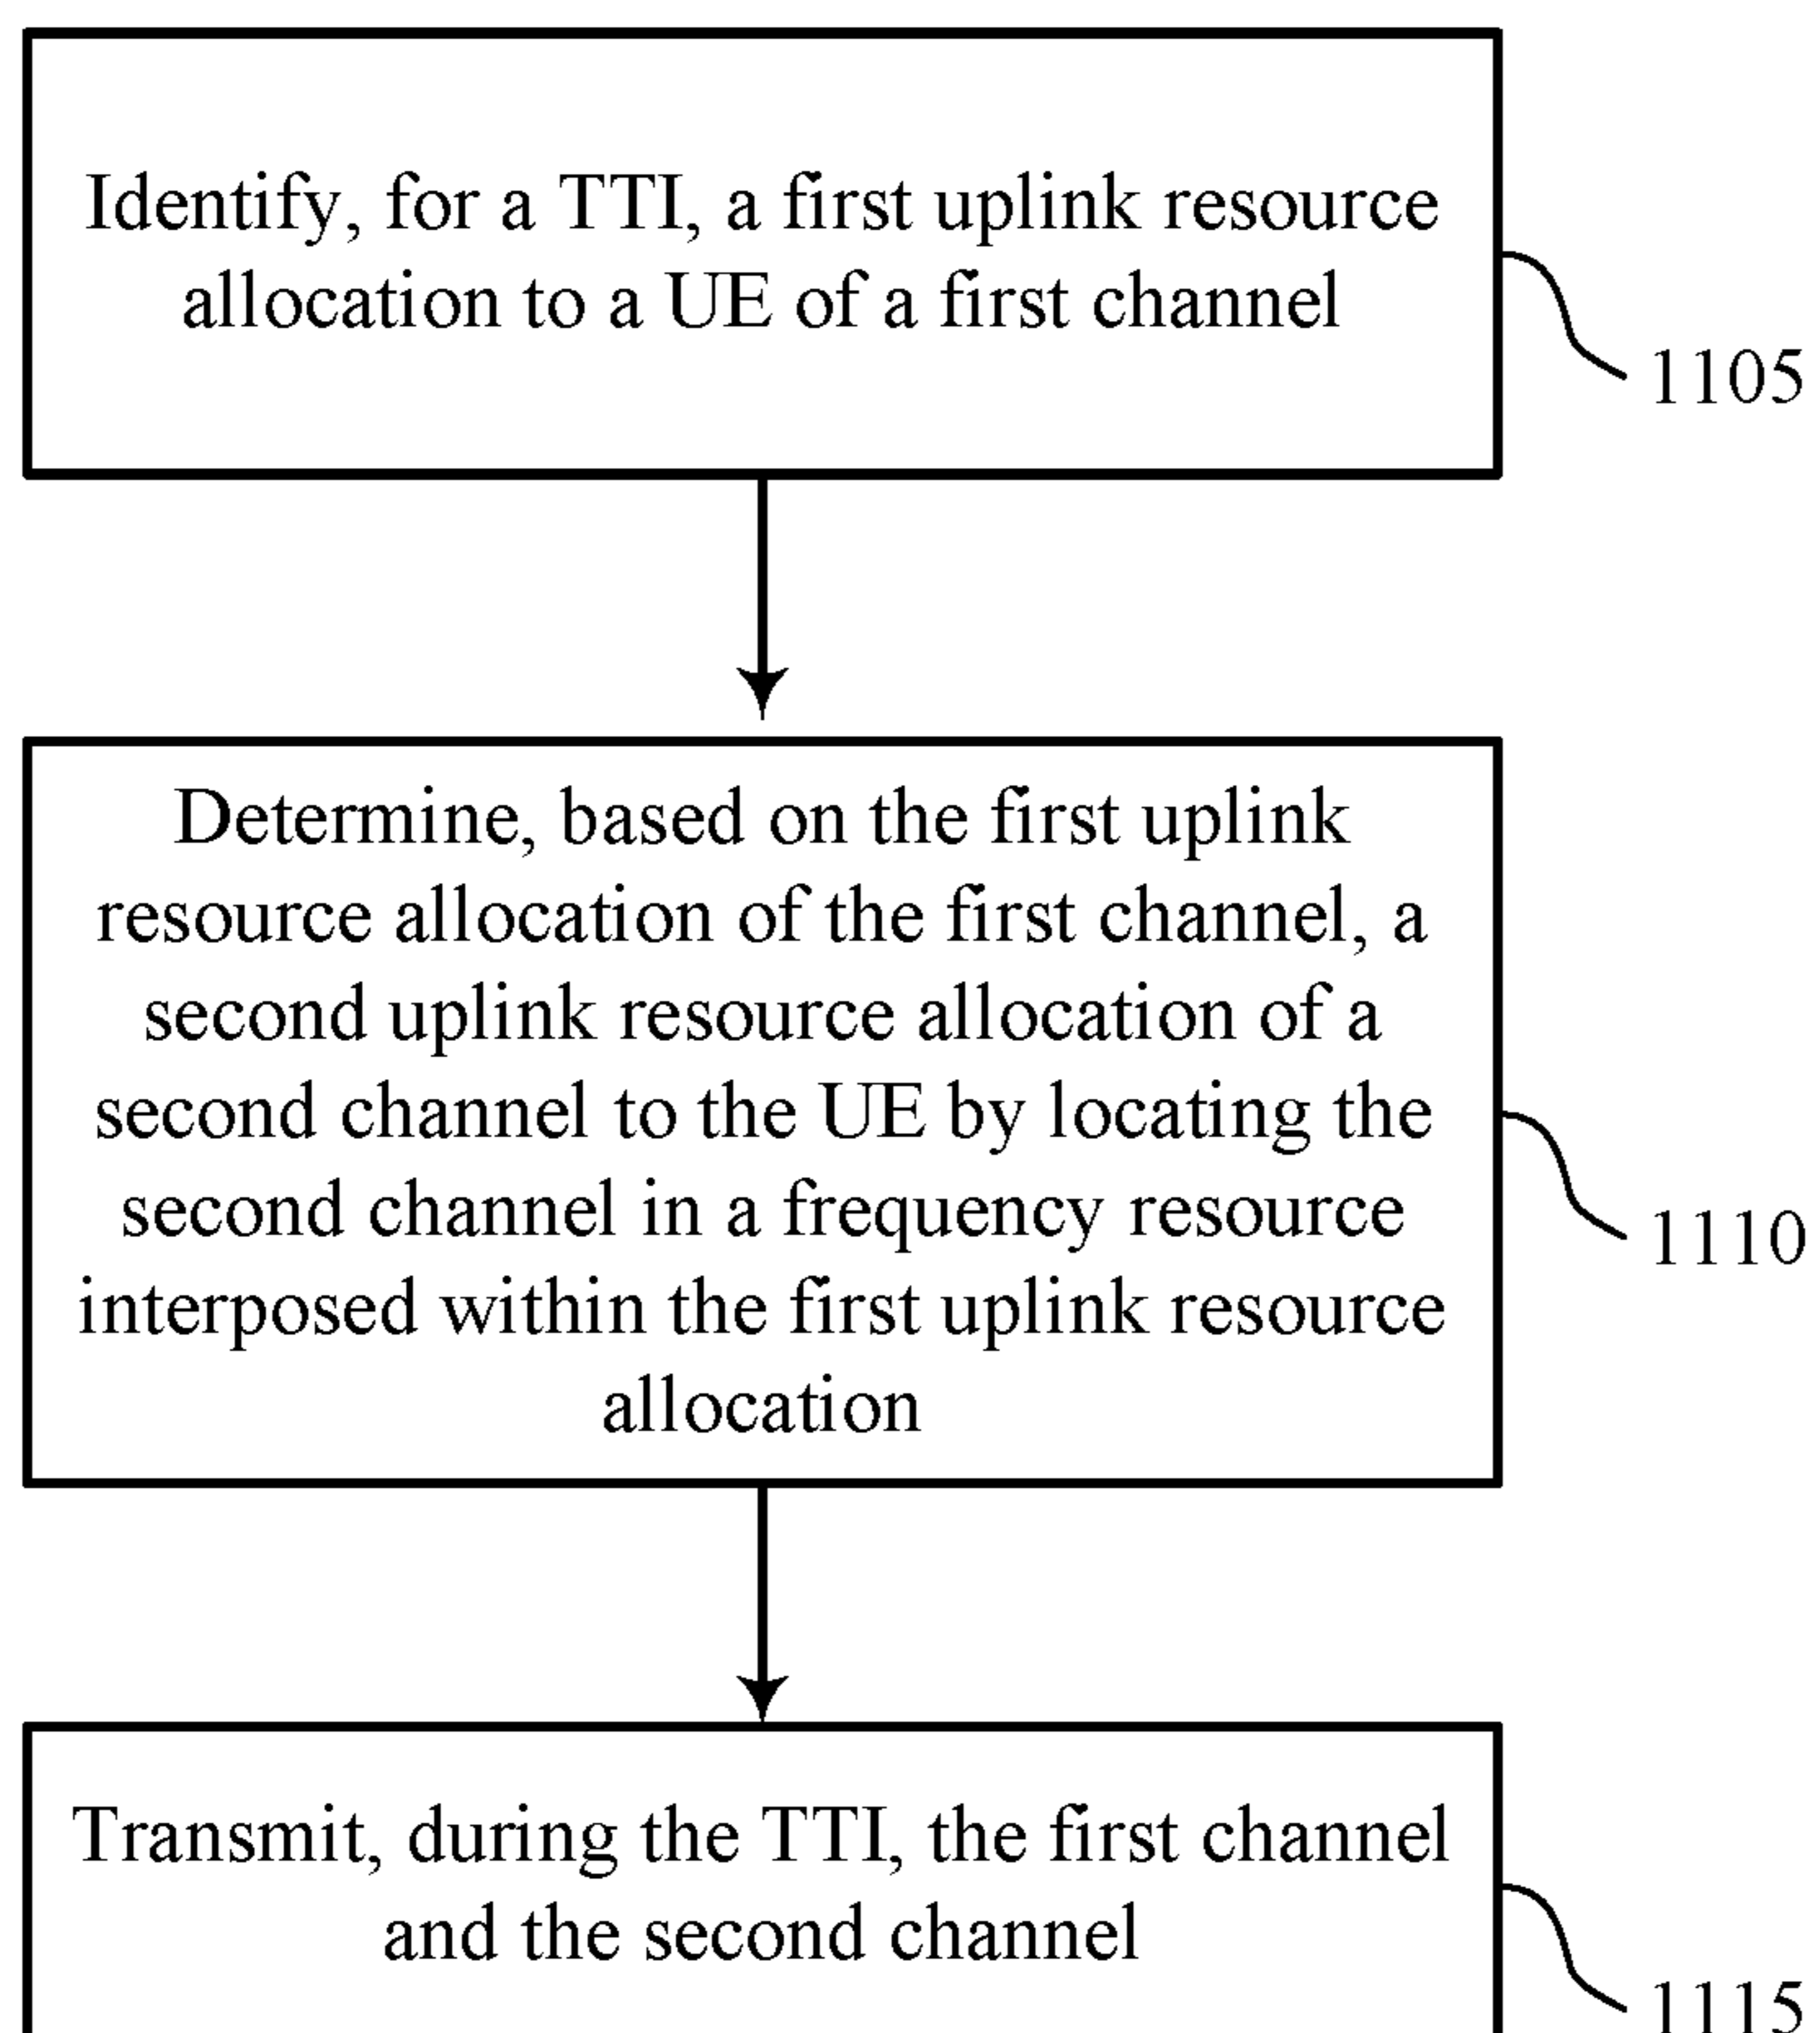 Identify, for a TTI, a first uplink resource
allocation to a UE of a first channel
1105
Determine, based on the first uplink
resource allocation of the first channel, a
second uplink resource allocation of a
second channel to the UE by locating the
second channel in a frequency resource
interposed within the first uplink resource
allocation
1110
Transmit, during the TTI, the first channel
and the second channel
1115